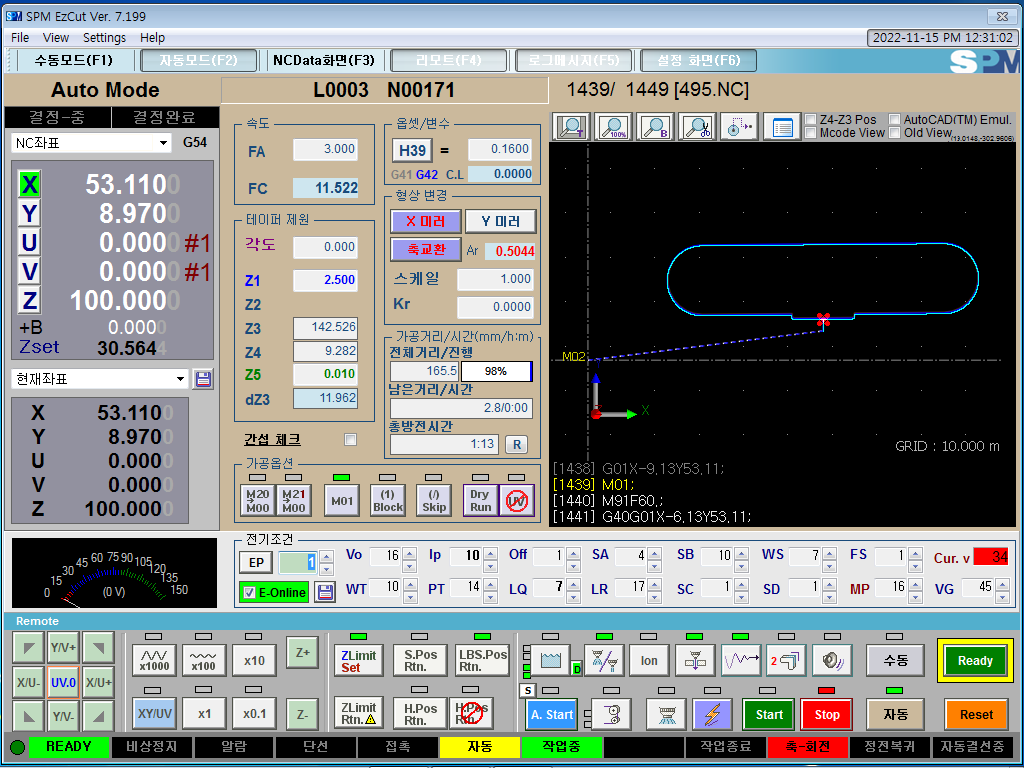 SPM EzCut Ver. 7.199
File View Settings Help
2022-11-15 PM 12:31:02
수동모드(F1) 자동모드(F2) NCData화면(F3) 리모트(F4) 로그메시지(F5) 설정 화면(F6)
SPM
Auto Mode
L0003 N00171
1439/ 1449 [495.NC]
결정-중 결정완료
NC좌표 G54
X 53.1100
Y 8.9700
U 0.0000 #1
V 0.0000 #1
Z 100.0000
+B 0.0000
Zset 30.5644
현재좌표
X 53.1100
Y 8.9700
U 0.0000
V 0.0000
Z 100.0000
속도
FA 3.000
FC 11.522
테이퍼 제원
각도 0.000
Z1 2.500
Z2
Z3 142.526
Z4 9.282
Z5 0.010
dZ3 11.962
간섭 체크
옵셋/변수
H39 = 0.1600
G41 G42 C.L 0.0000
형상 변경
X 미러 Y 미러
축교환 Ar 0.5044
스케일 1.000
Kr 0.0000
가공거리/시간(mm/h:m)
전체거리/진행
165.5 98%
남은거리/시간
2.8/0:00
총방전시간
1:13 R
가공옵션
M20 M00 M21 M00 M01 (1) Block (/) Skip Dry Run UV
T 100% B
Z4-Z3 Pos AutoCAD(TM) Emul.
Mcode View Old View
(13.0148,-302.9606)
M02
X
GRID : 10.000 m
[1438] G01X-9.13Y53.11;
[1439] M01;
[1440] M91F60,;
[1441] G40G01X-6.13Y53.11;
0 15 30 45 60 75 90 105 120 135 150
(0 V)
전기조건
EP 1 Vo 16 Ip 10 Off 1 SA 4 SB 10 WS 7 FS 1 Cur. v 34
E-Online WT 10 PT 14 LQ 7 LR 17 SC 1 SD 1 MP 16 VG 45
Remote
Y/V+
X/U- UV.0 X/U+
Y/V-
x1000 x100 x10 Z+
XY/UV x1 x0.1 Z-
ZLimit Set S.Pos Rtn. LBS.Pos Rtn.
ZLimit Rtn. H.Pos Rtn. H.Pos Rtn.
D Ion 2 수동 Ready
S A. Start Start Stop 자동 Reset
READY 비상정지 알람 단선 접촉 자동 작업중 작업종료 축-회전 정전복귀 자동결선중